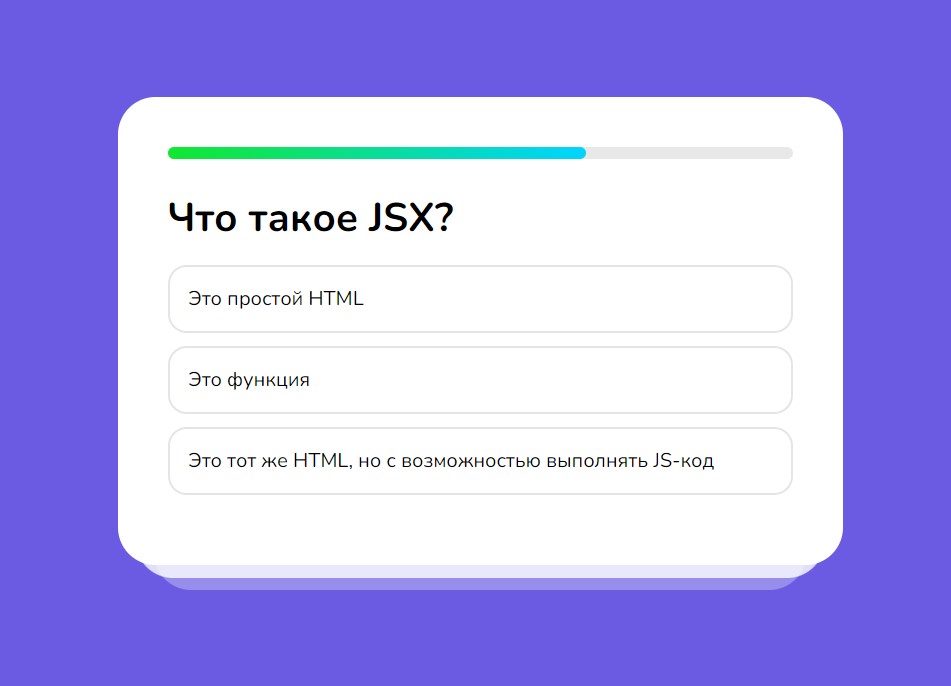 Что такое JSX?
Это простой HTML
Это функция
Это тот же HTML, но с возможностью выполнять JS-код